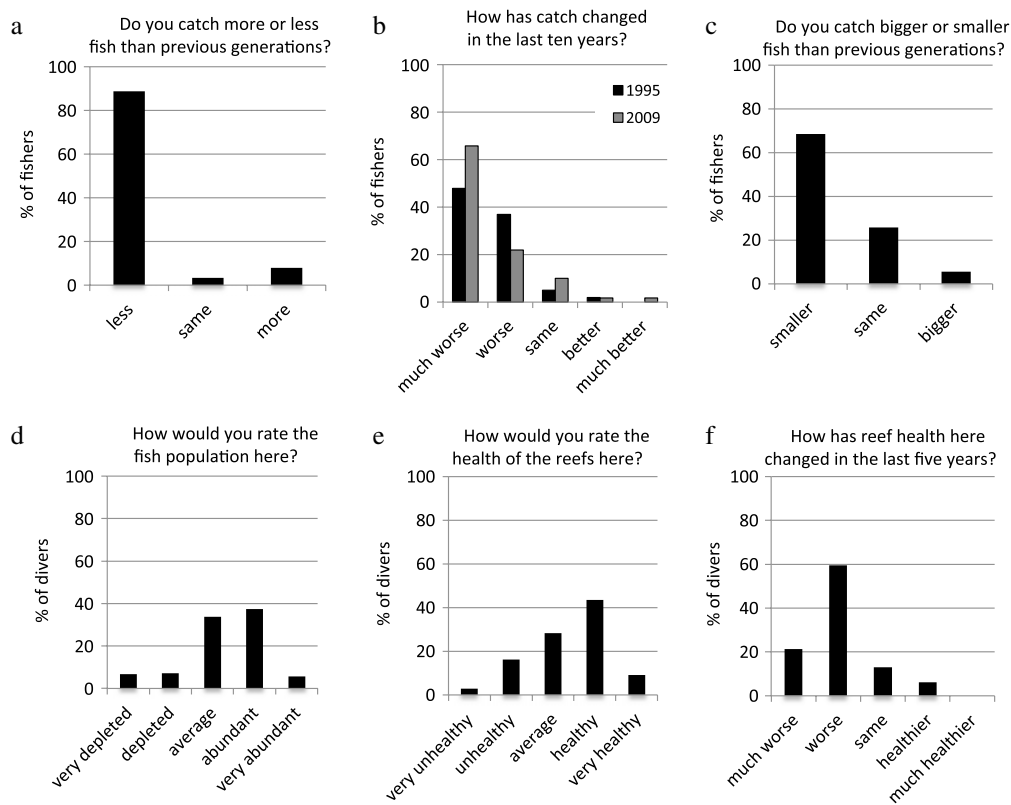 a
Do you catch more or less
fish than previous generations?
100
80
60
40
20
0
% of fishers
less
same
more
b
How has catch changed
in the last ten years?
100
80
60
40
20
0
% of fishers
1995
2009
much worse
worse
same
better
much better
c
Do you catch bigger or smaller
fish than previous generations?
100
80
60
40
20
0
% of fishers
smaller
same
bigger
d
How would you rate the
fish population here?
100
80
60
40
20
0
% of divers
very depleted
depleted
average
abundant
very abundant
e
How would you rate the
health of the reefs here?
100
80
60
40
20
0
% of divers
very unhealthy
unhealthy
average
healthy
very healthy
f
How has reef health here
changed in the last five years?
100
80
60
40
20
0
% of divers
much worse
worse
same
healthier
much healthier